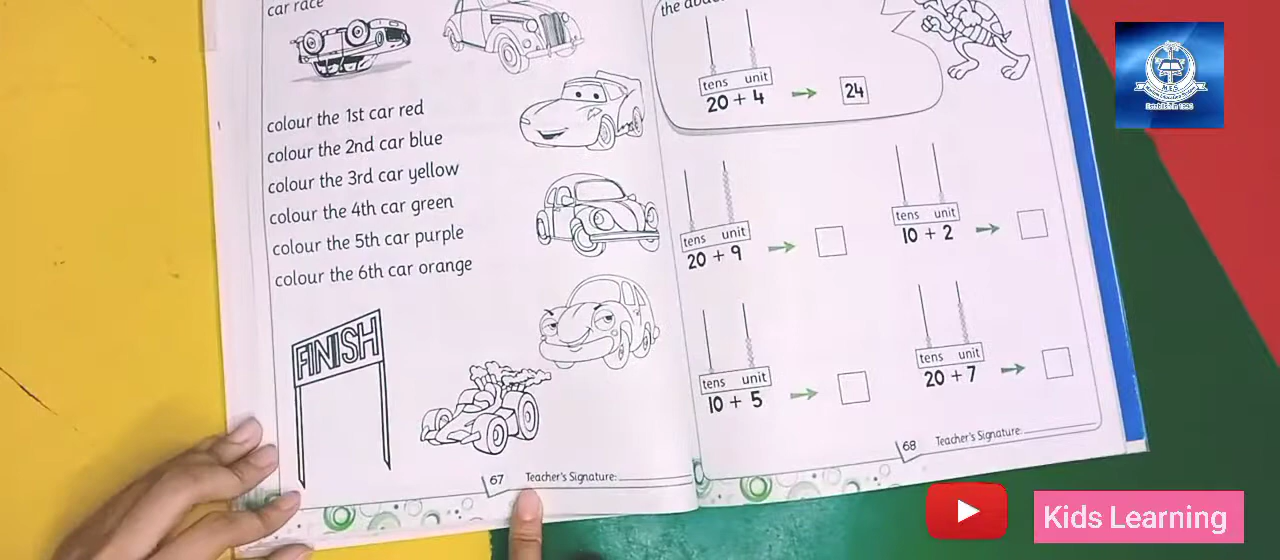 car race
colour the 1st car red
colour the 2nd car blue
colour the 3rd car yellow
colour the 4th car green
colour the 5th car purple
colour the 6th car orange
FINISH
67 Teacher's Signature:
the
tens unit
20 + 4 24
tens unit
20 + 9
tens unit
10 + 2
tens unit
10 + 5
tens unit
20 + 7
68 Teacher's Signature:
M.E.S.
Kids Learning